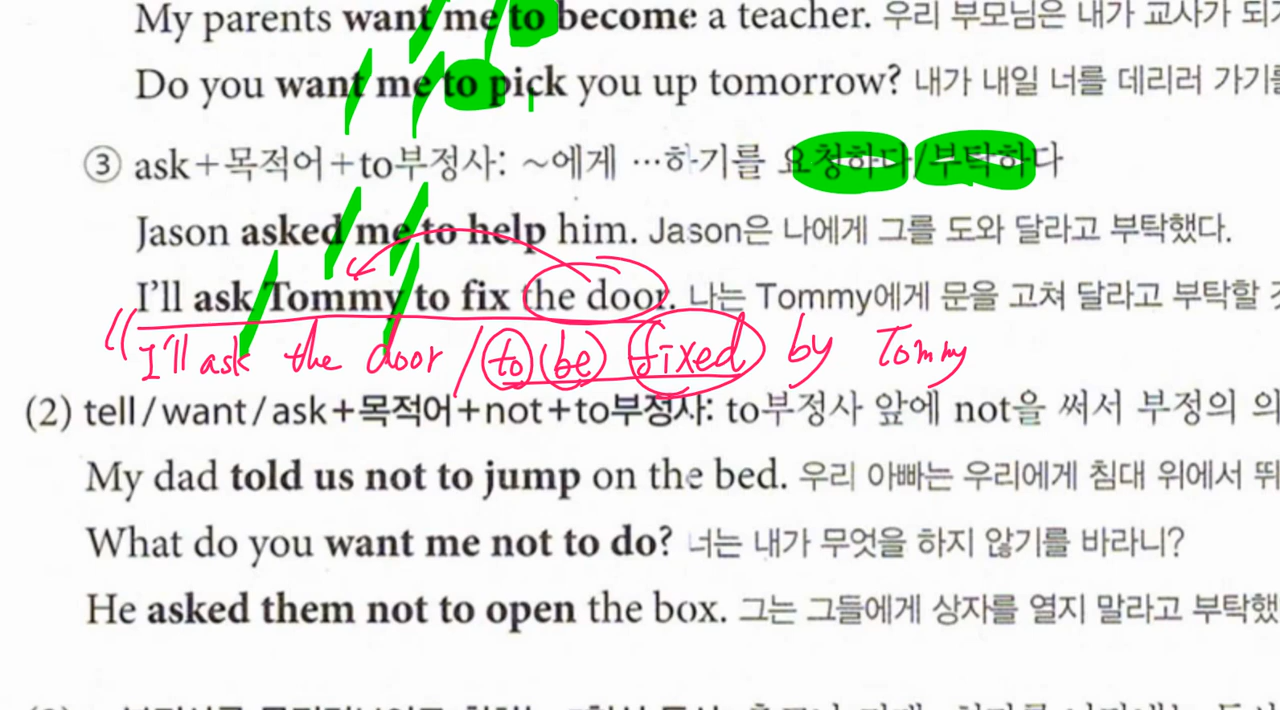 My parents want me to become a teacher. 우리 부모님은 내가 교사가 되기
Do you want me to pick you up tomorrow? 내가 내일 너를 데리러 가기를
③ ask+목적어+to부정사: ~에게 …하기를 요청하다/부탁하다
Jason asked me to help him. Jason은 나에게 그를 도와 달라고 부탁했다.
I'll ask Tommy to fix the door. 나는 Tommy에게 문을 고쳐 달라고 부탁할
"I'll ask the door / to be fixed by Tommy
(2) tell/want/ask+목적어+not+to부정사: to부정사 앞에 not을 써서 부정의 의
My dad told us not to jump on the bed. 우리 아빠는 우리에게 침대 위에서 뛰
What do you want me not to do? 너는 내가 무엇을 하지 않기를 바라니?
He asked them not to open the box. 그는 그들에게 상자를 열지 말라고 부탁했